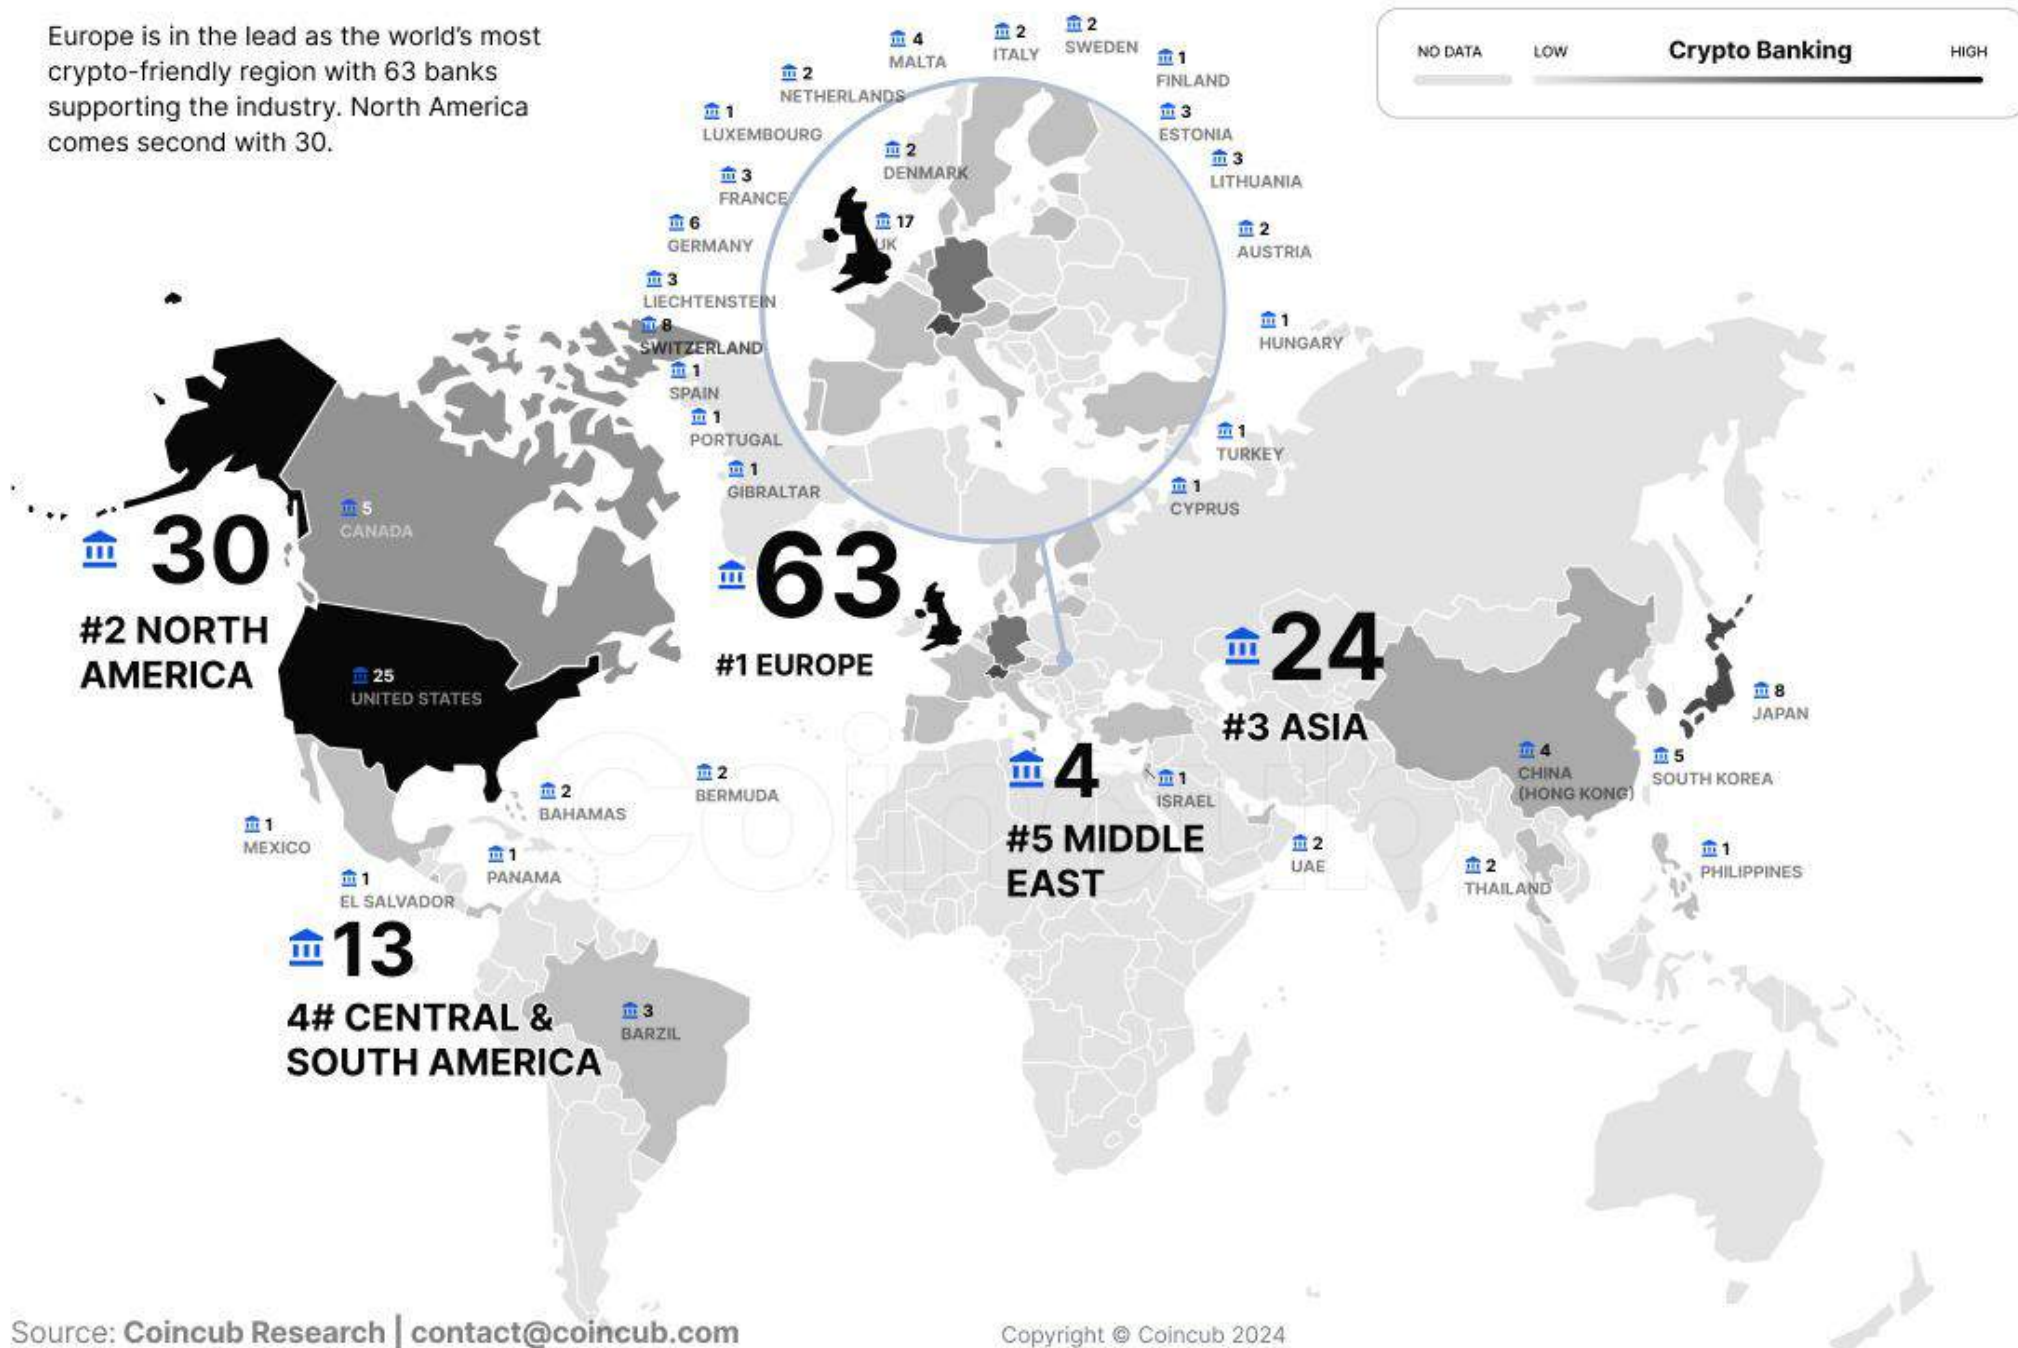 Europe is in the lead as the world's most
crypto-friendly region with 63 banks
supporting the industry. North America
comes second with 30.
NO DATA
LOW
Crypto Banking
HIGH
4
MALTA
2
ITALY
2
SWEDEN
1
FINLAND
2
NETHERLANDS
1
LUXEMBOURG
3
ESTONIA
2
DENMARK
3
LITHUANIA
3
FRANCE
6
GERMANY
17
UK
2
AUSTRIA
3
LIECHTENSTEIN
8
SWITZERLAND
1
HUNGARY
1
SPAIN
1
PORTUGAL
1
TURKEY
1
GIBRALTAR
1
CYPRUS
5
CANADA
30
#2 NORTH
AMERICA
63
#1 EUROPE
24
#3 ASIA
25
UNITED STATES
8
JAPAN
4
CHINA
(HONG KONG)
5
SOUTH KOREA
4
#5 MIDDLE
EAST
1
ISRAEL
2
UAE
2
BAHAMAS
2
BERMUDA
1
MEXICO
1
PANAMA
1
EL SALVADOR
2
THAILAND
1
PHILIPPINES
13
4# CENTRAL &
SOUTH AMERICA
3
BARZIL
Coincub
Source: Coincub Research | contact@coincub.com
Copyright © Coincub 2024